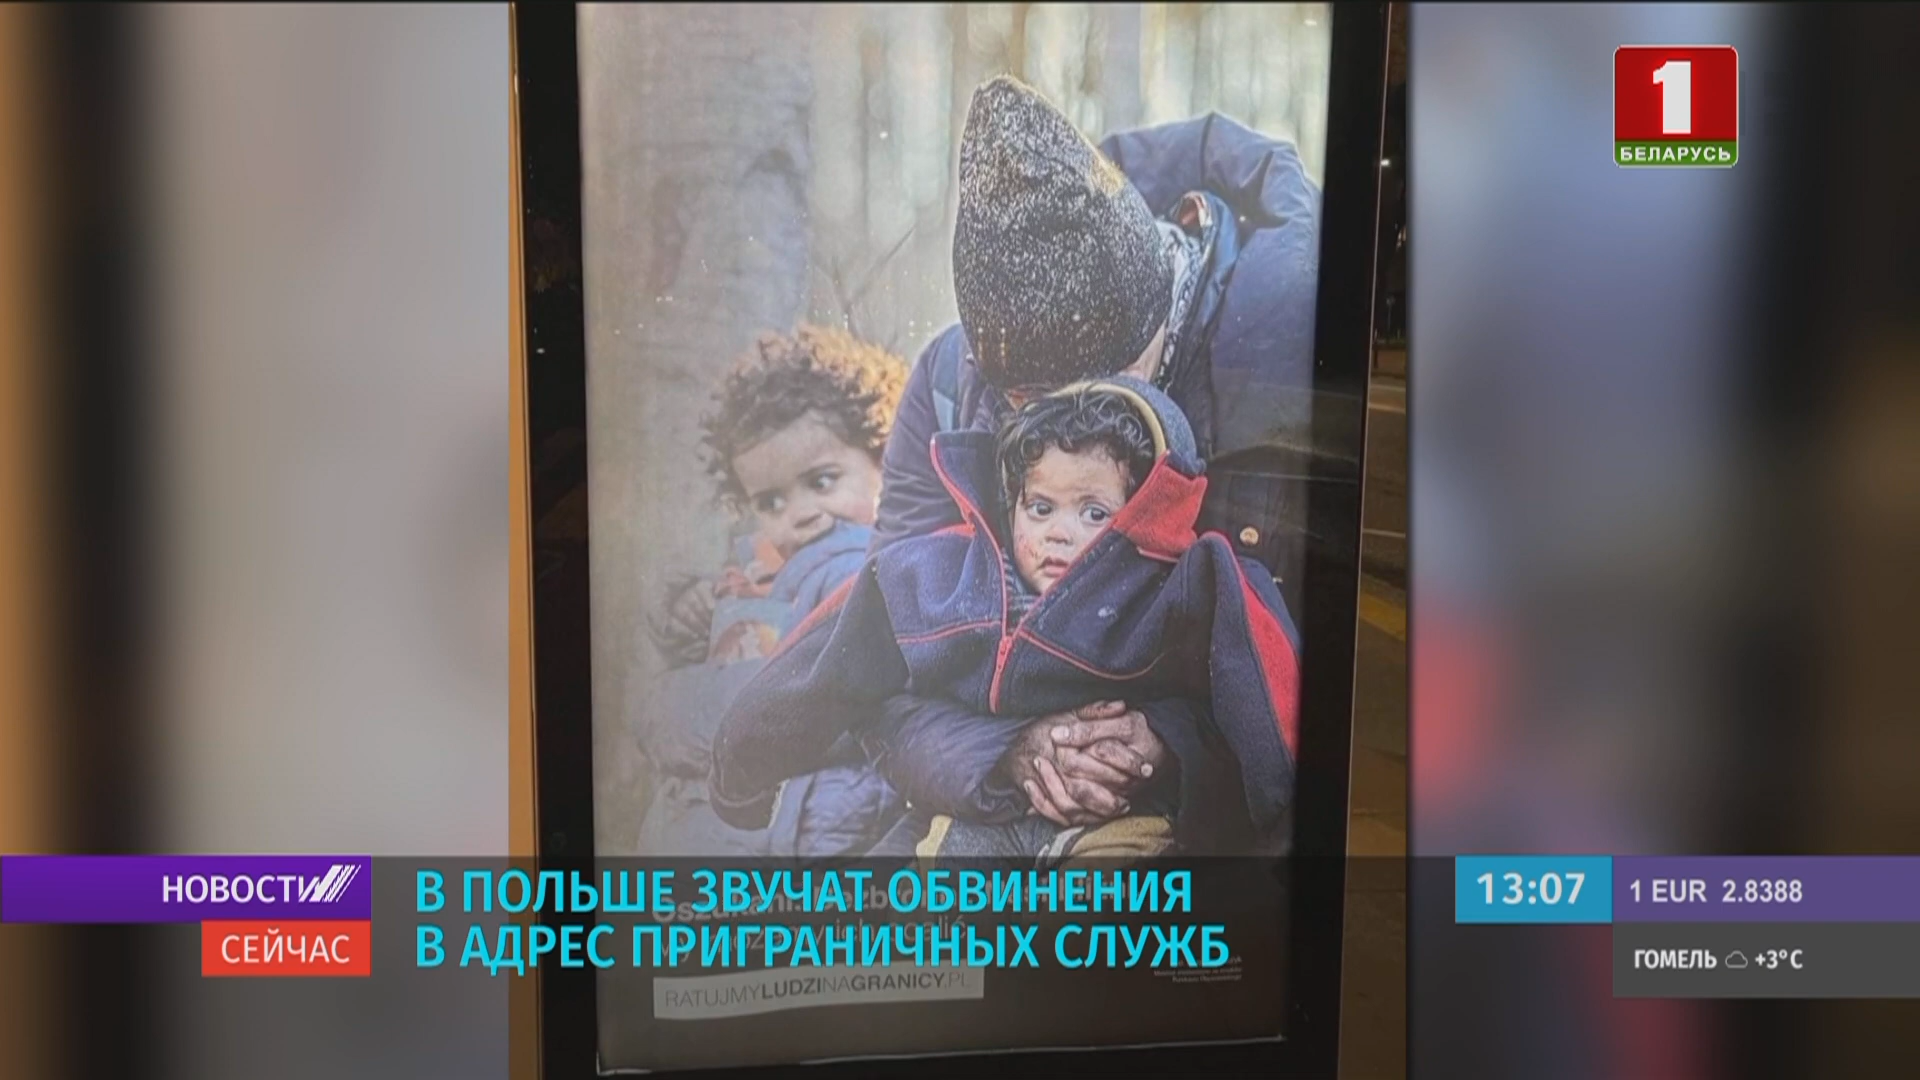 1
БЕЛАРУСЬ
НОВОСТИ
СЕЙЧАС
В ПОЛЬШЕ ЗВУЧАТ ОБВИНЕНИЯ
В АДРЕС ПРИГРАНИЧНЫХ СЛУЖБ
RATUJMYLUDZINAGRANICY.PL
13:07
1 EUR 2.8388
ГОМЕЛЬ +3°C